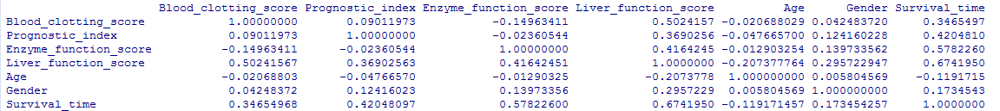 Blood_clotting_score Prognostic_index Enzyme_function_score Liver_function_score Age Gender Survival_time
Blood_clotting_score 1.00000000 0.09011973 -0.14963411 0.5024157 -0.020688029 0.042483720 0.3465497
Prognostic_index 0.09011973 1.00000000 -0.02360544 0.3690256 -0.047665700 0.124160228 0.4204810
Enzyme_function_score -0.14963411 -0.02360544 1.00000000 0.4164245 -0.012903254 0.139733562 0.5782260
Liver_function_score 0.50241567 0.36902563 0.41642451 1.0000000 -0.207377764 0.295722947 0.6741950
Age -0.02068803 -0.04766570 -0.01290325 -0.2073778 1.000000000 0.005804569 -0.1191715
Gender 0.04248372 0.12416023 0.13973356 0.2957229 0.005804569 1.000000000 0.1734543
Survival_time 0.34654968 0.42048097 0.57822600 0.6741950 -0.119171457 0.173454257 1.0000000